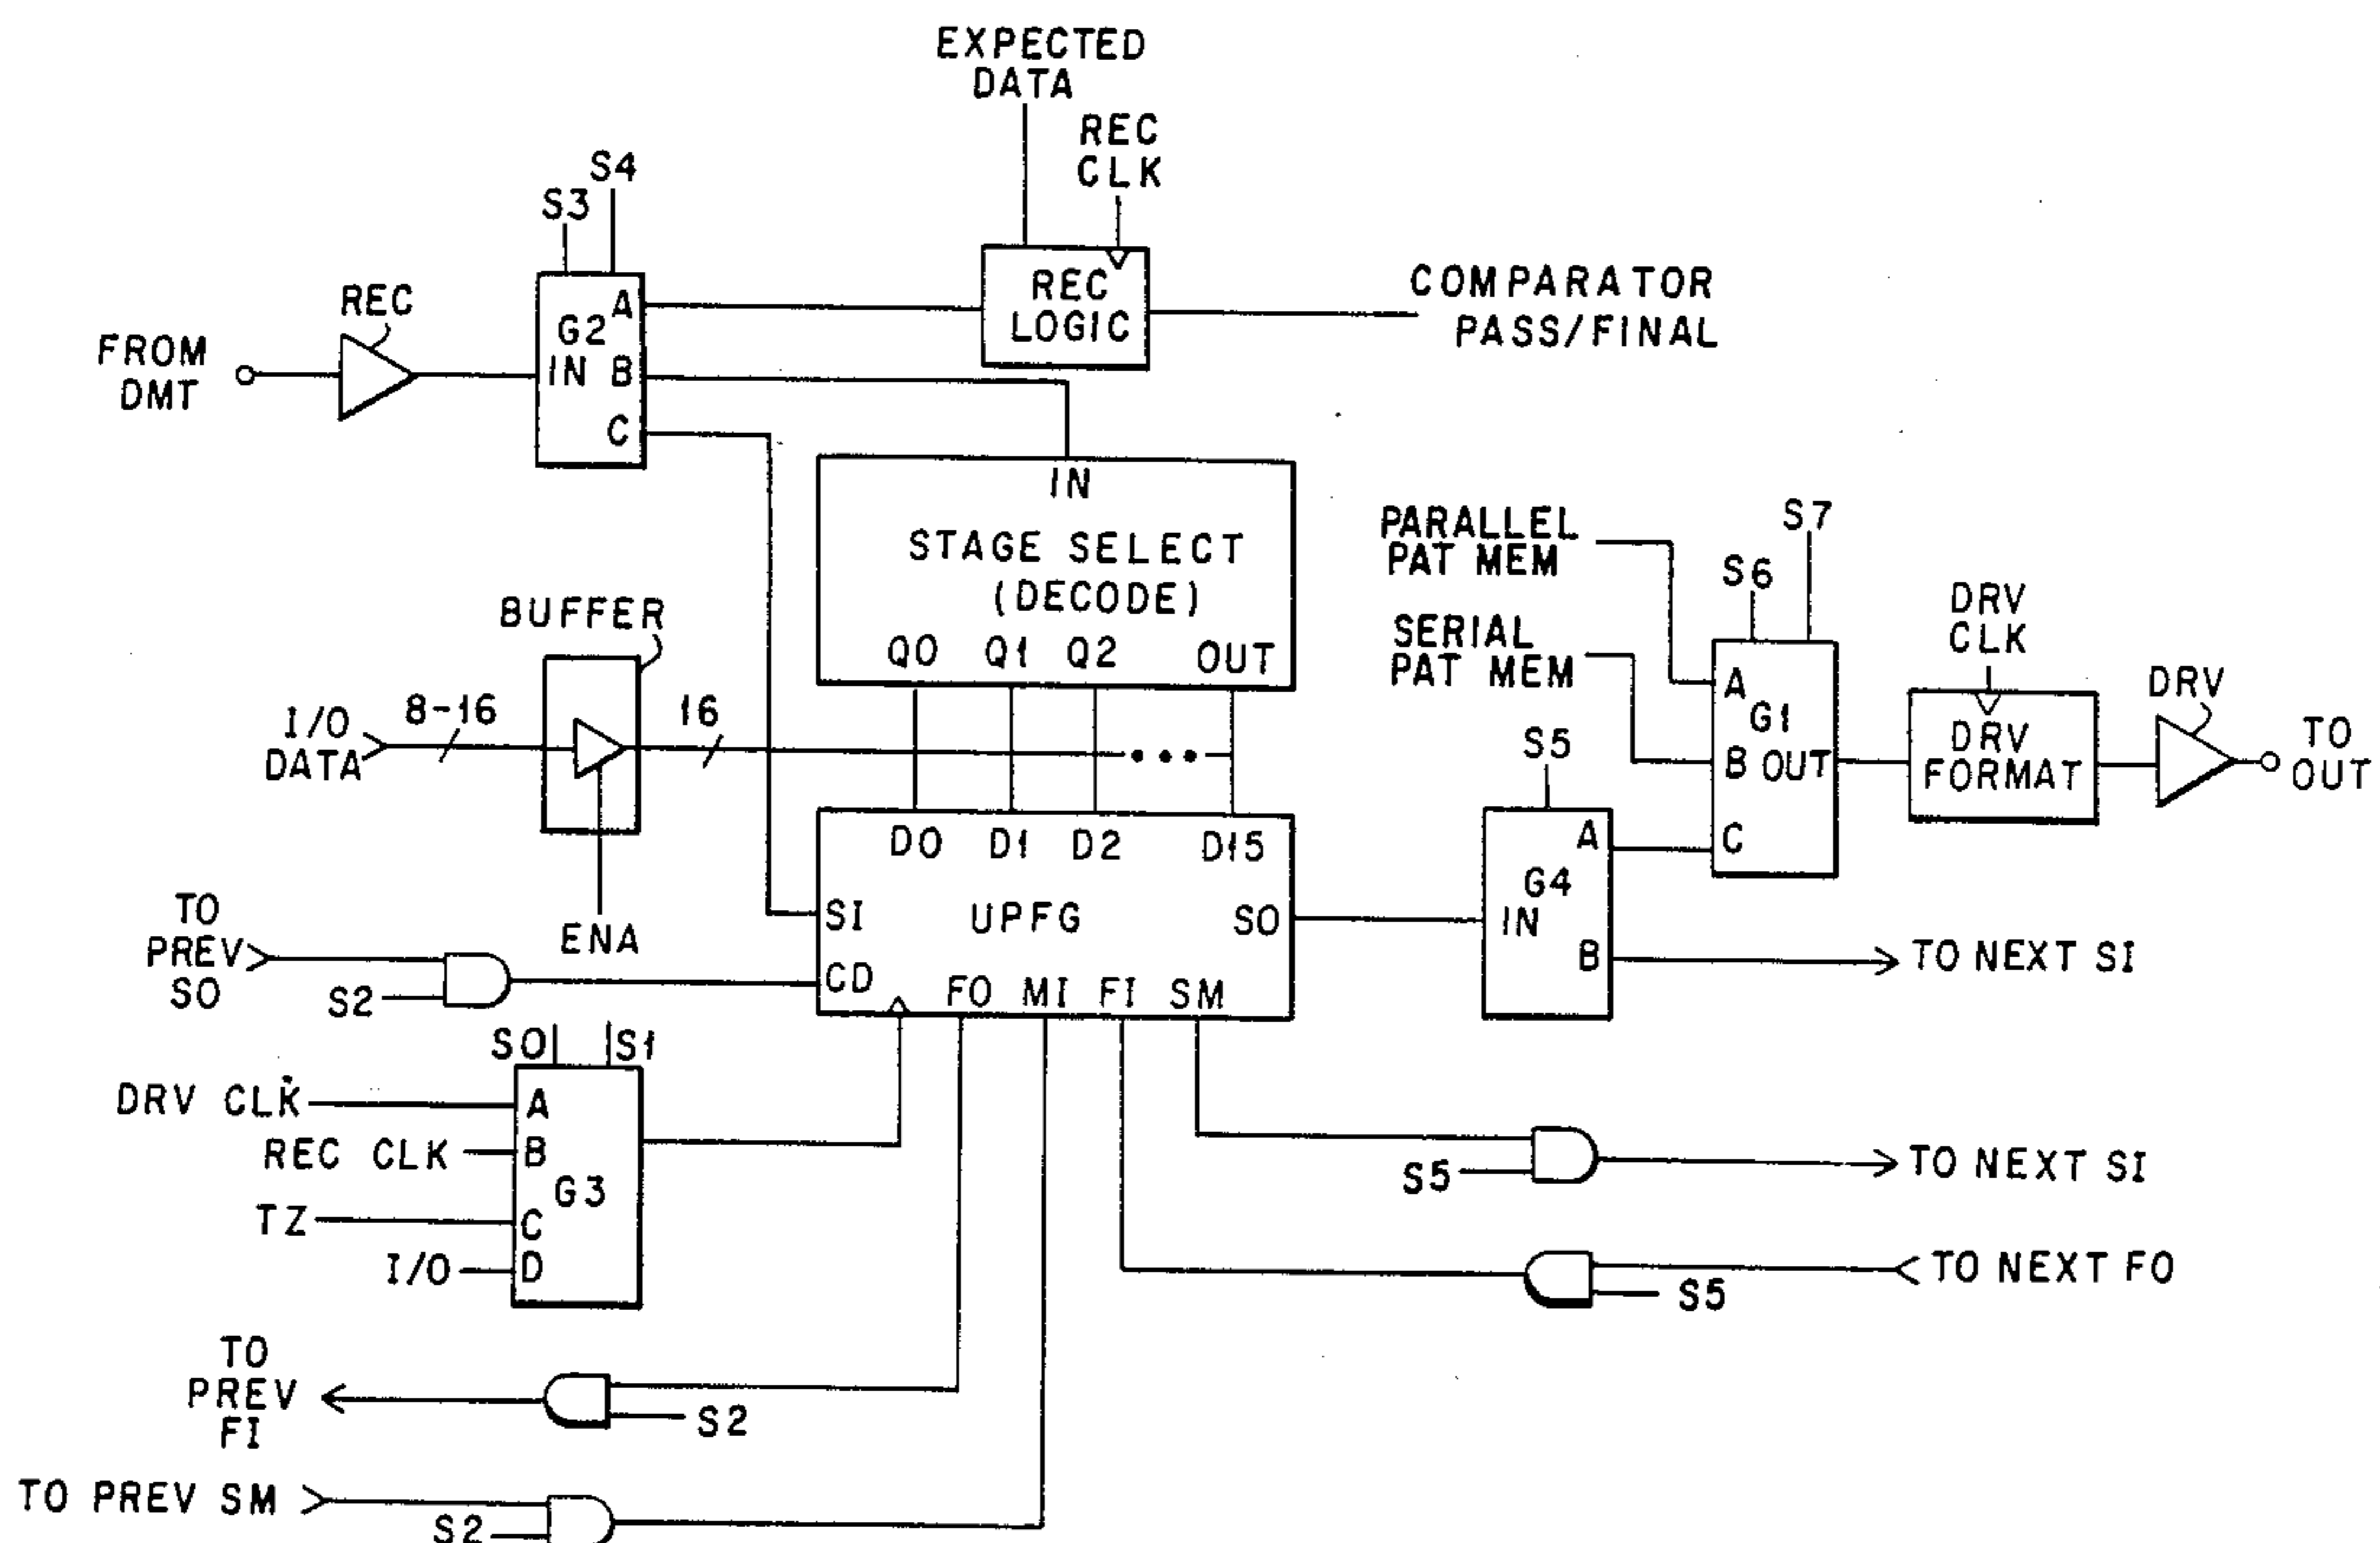 EXPECTED
DATA
REC
CLK
S4
S3
REC
FROM
DMT
G2
IN
A
B
C
REC
LOGIC
COMPARATOR
PASS/FINAL
IN
STAGE SELECT
(DECODE)
Q0 Q1 Q2 OUT
BUFFER
I/O
DATA
8-16
16
ENA
PARALLEL
PAT MEM
SERIAL
PAT MEM
S7
S6
A
G1
B OUT
C
DRV
CLK
DRV
FORMAT
DRV
TO
OUT
D0 D1 D2 D15
SI UPFG SO
CD FO MI FI SM
S5
A
G4
IN
B
TO NEXT SI
TO
PREV
SO
S2
S0 S1
DRV CLK
REC CLK
TZ
I/O
A
B
G3
C
D
S5
TO NEXT SI
TO NEXT FO
S5
TO
PREV
FI
S2
TO PREV SM
S2